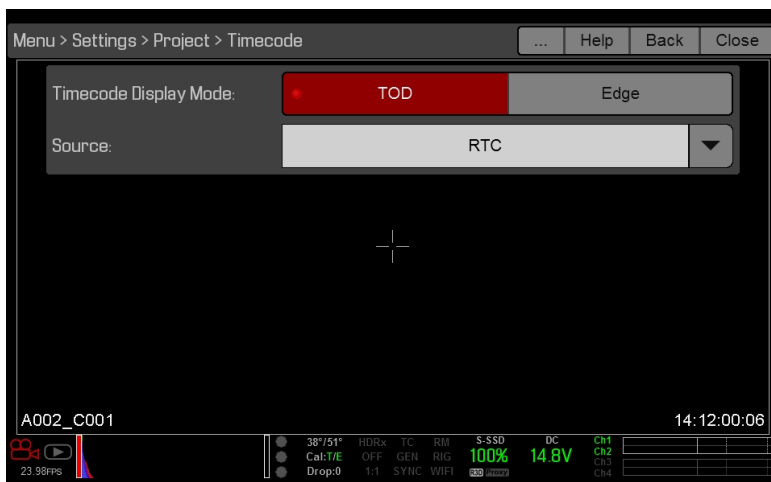 Menu > Settings > Project > Timecode ... Help Back Close
Timecode Display Mode: TOD Edge
Source: RTC
A002_C001 14:12:00:06
38°/51° HDRx TC RM S-SSD DC Ch1
Cal:T/E OFF GEN RIG 100% 14.8V Ch2
Ch3
23.98FPS Drop:0 1:1 SYNC WIFI R3D Proxy Ch4